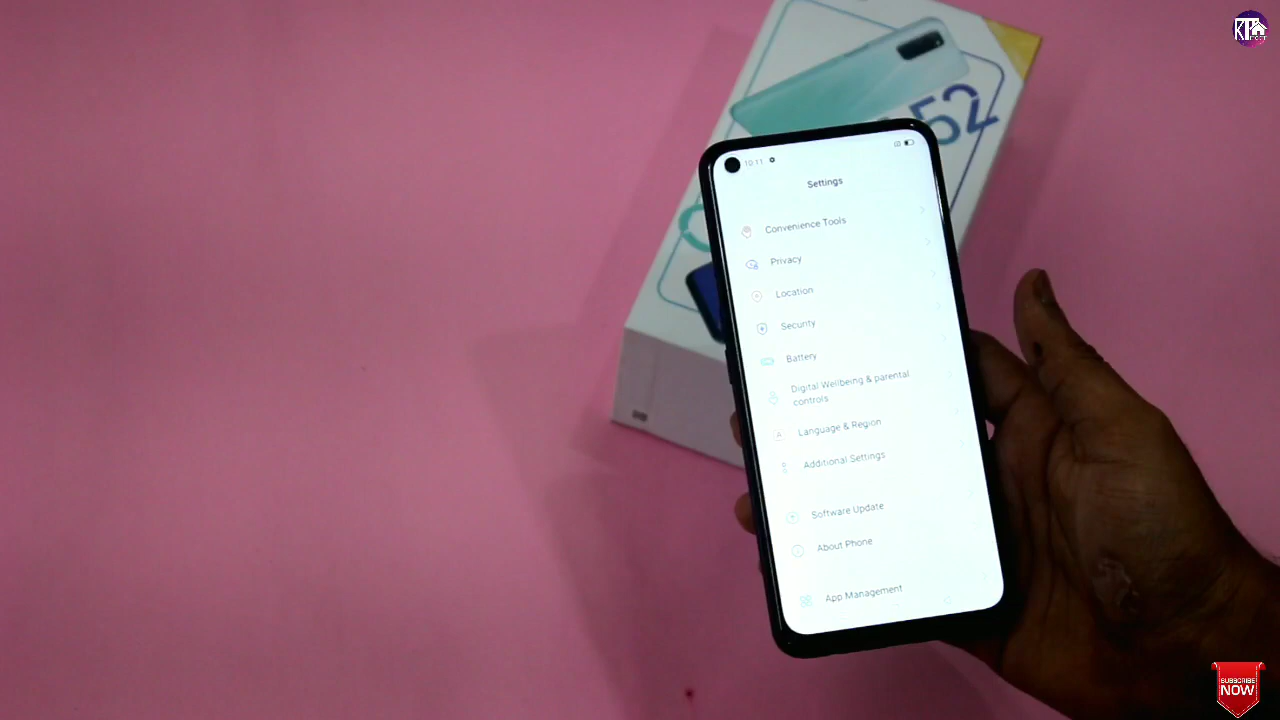 52
10:11
Settings
Convenience Tools
Privacy
Location
Security
Battery
Digital Wellbeing & parental
controls
Language & Region
Additional Settings
Software Update
About Phone
App Management
SUBSCRIBE
NOW